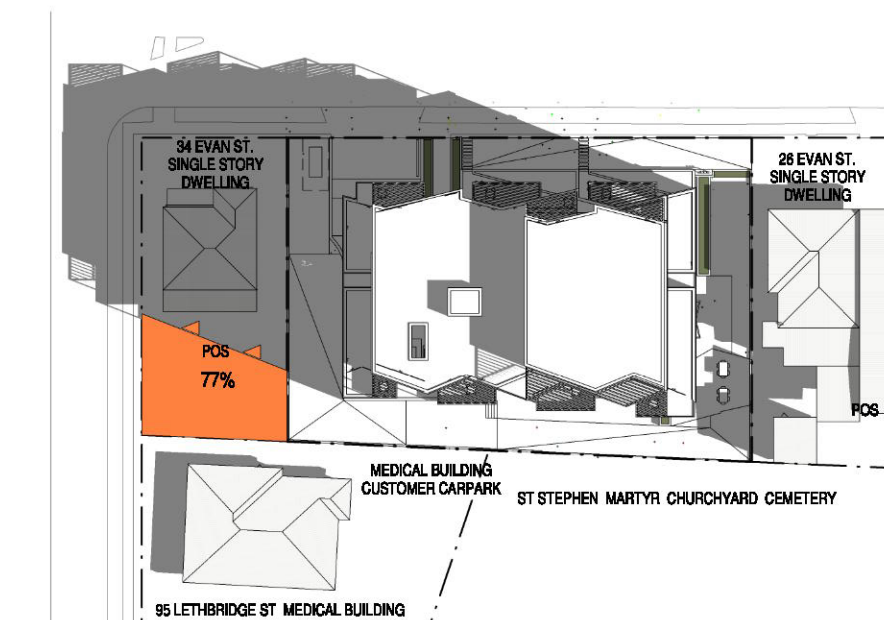 34 EVAN ST.
SINGLE STORY
DWELLING
26 EVAN ST.
SINGLE STORY
DWELLING
POS
77%
POS
MEDICAL BUILDING
CUSTOMER CARPARK
ST STEPHEN MARTYR CHURCHYARD CEMETERY
95 LETHBRIDGE ST MEDICAL BUILDING